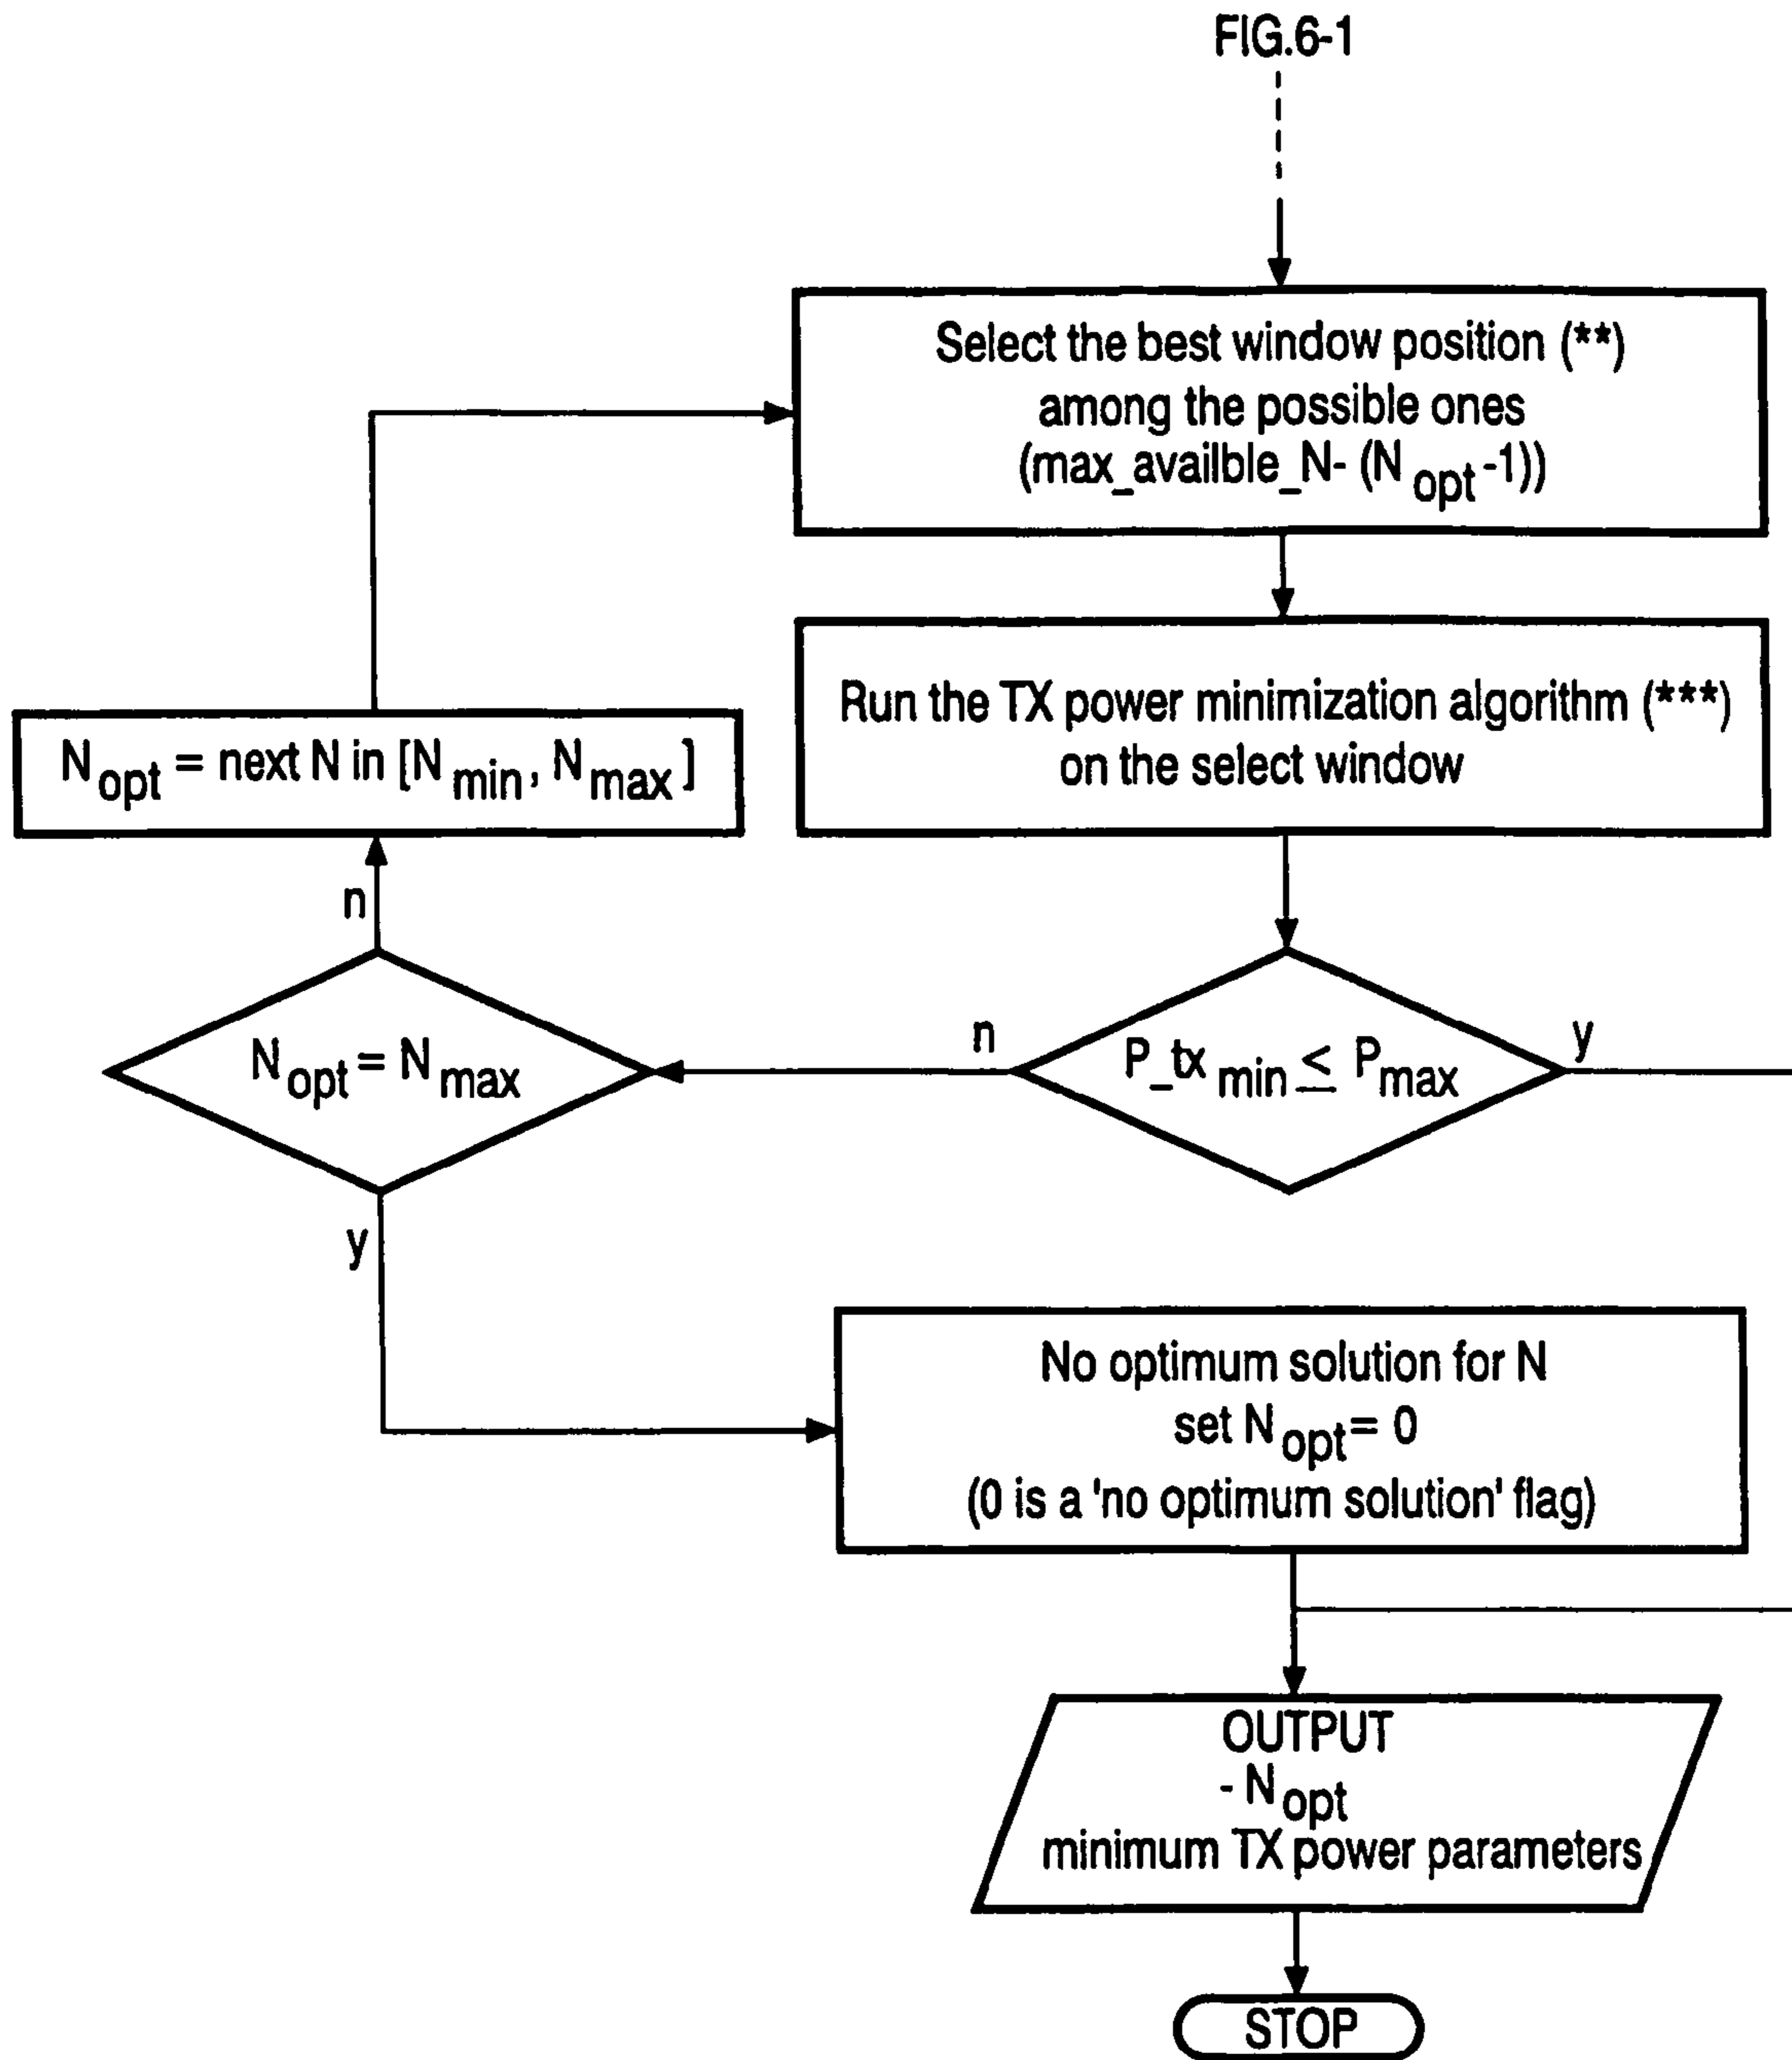 FIG.6-1
Select the best window position (**)
among the possible ones
(max_availble_N- (N opt -1))
Run the TX power minimization algorithm (***)
on the select window
N opt = next N in [N min, N max ]
n
N opt = N max
n
P_tx min ≤ P max
y
y
No optimum solution for N
set N opt = 0
(0 is a 'no optimum solution' flag)
OUTPUT
- N opt
minimum TX power parameters
STOP